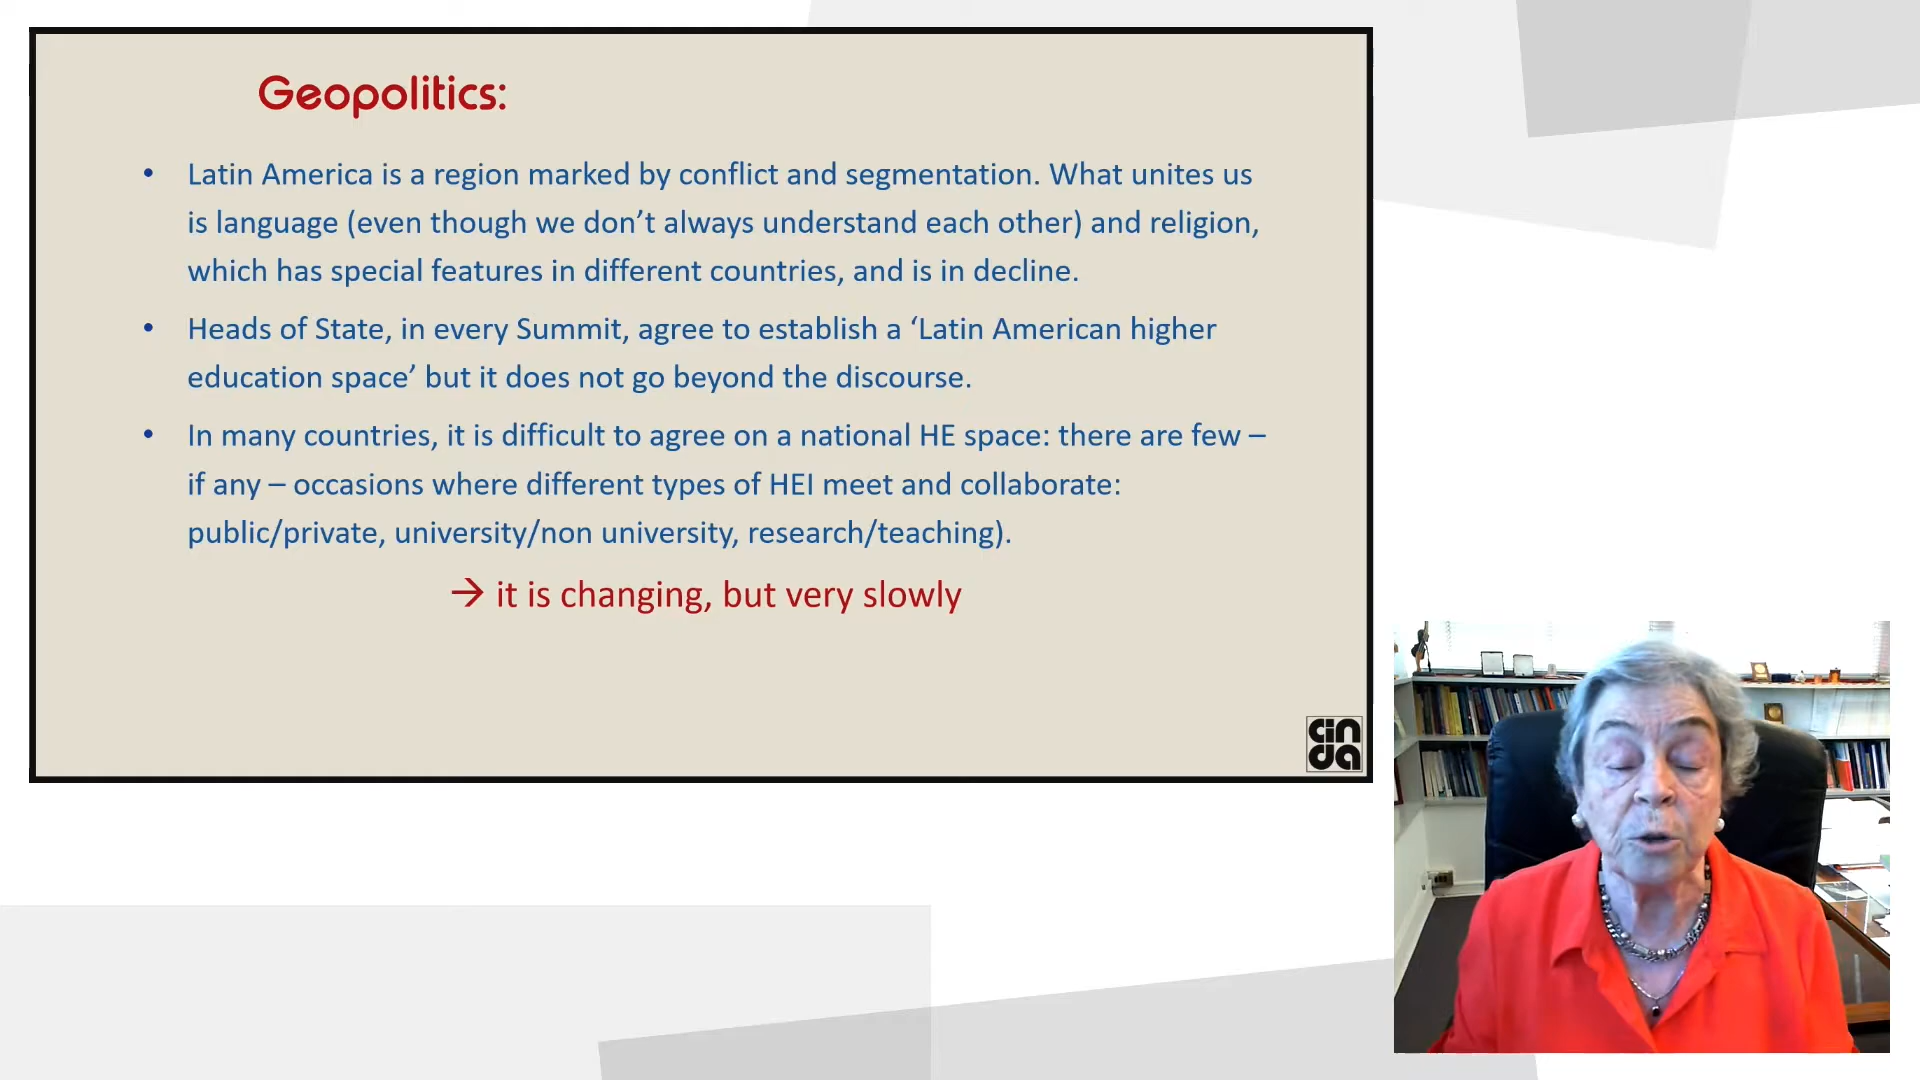 Geopolitics:
• Latin America is a region marked by conflict and segmentation. What unites us
is language (even though we don’t always understand each other) and religion,
which has special features in different countries, and is in decline.
• Heads of State, in every Summit, agree to establish a ‘Latin American higher
education space’ but it does not go beyond the discourse.
• In many countries, it is difficult to agree on a national HE space: there are few –
if any – occasions where different types of HEI meet and collaborate:
public/private, university/non university, research/teaching).
→ it is changing, but very slowly
cin
da